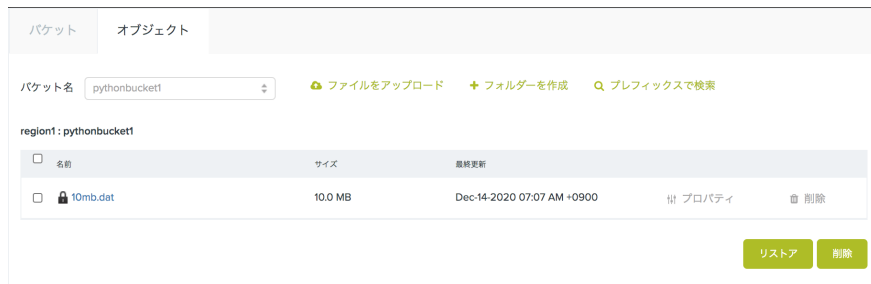 バケット オブジェクト
バケット名 pythonbucket1 ファイルをアップロード フォルダーを作成 プレフィックスで検索
region1 : pythonbucket1
名前 サイズ 最終更新
10mb.dat 10.0 MB Dec-14-2020 07:07 AM +0900 プロパティ 削除
リストア 削除